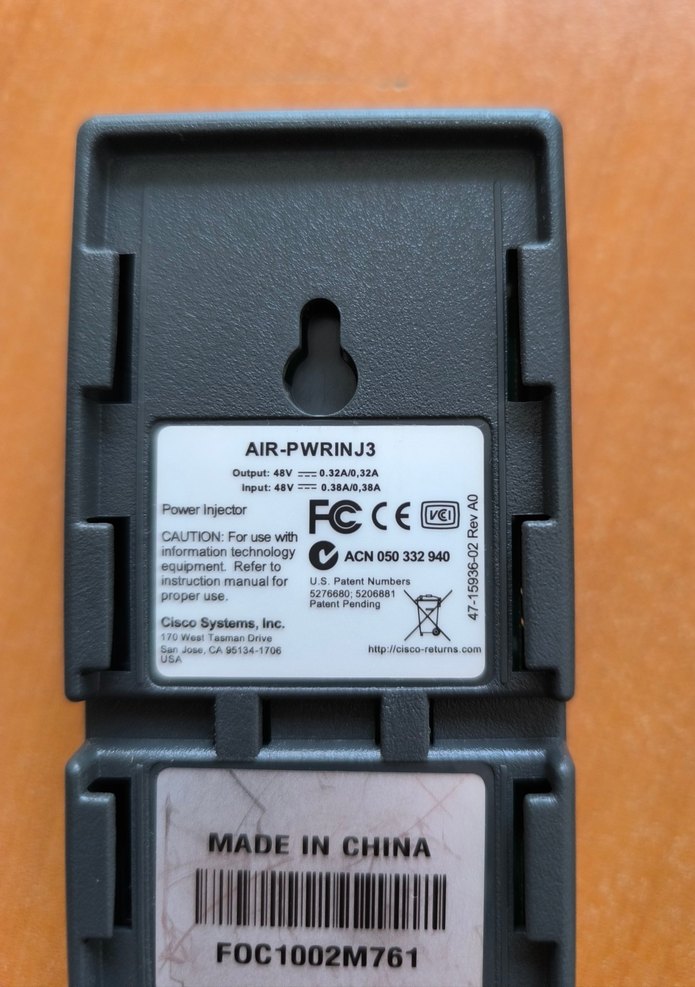 AIR-PWRINJ3
Output: 48V ⎓ 0.32A/0,32A
Input: 48V ⎓ 0.38A/0,38A
Power Injector
CAUTION: For use with
information technology
equipment. Refer to
instruction manual for
proper use.
Cisco Systems, Inc.
170 West Tasman Drive
San Jose, CA 95134-1706
USA
FC CE VCI
ACN 050 332 940
U.S. Patent Numbers
5276680; 5206881
Patent Pending
http://cisco-returns.com
47-15936-02 Rev A0
MADE IN CHINA
FOC1002M761